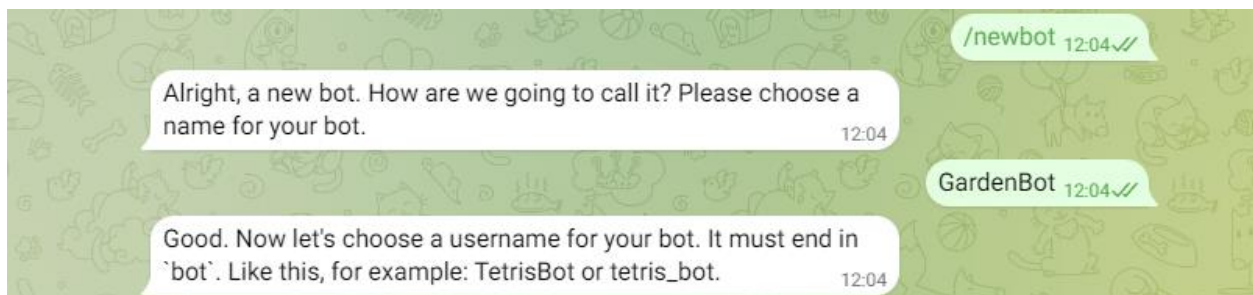 /newbot 12:04
Alright, a new bot. How are we going to call it? Please choose a
name for your bot.
12:04
GardenBot 12:04
Good. Now let's choose a username for your bot. It must end in
`bot`. Like this, for example: TetrisBot or tetris_bot.
12:04